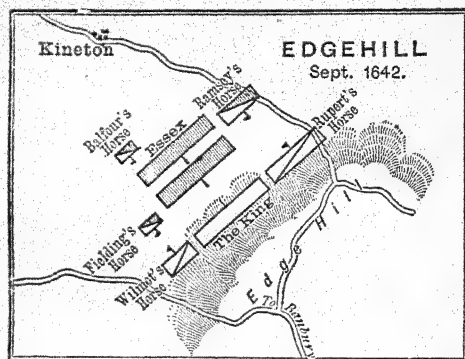 Kineton
EDGEHILL
Sept. 1642.
Ramsey's
Horse
Rupert's
Horse
Balfour's
Horse
Essex
Fielding's
Horse
The King
Wilmot's
Horse
Edge Hill
To
Banbury